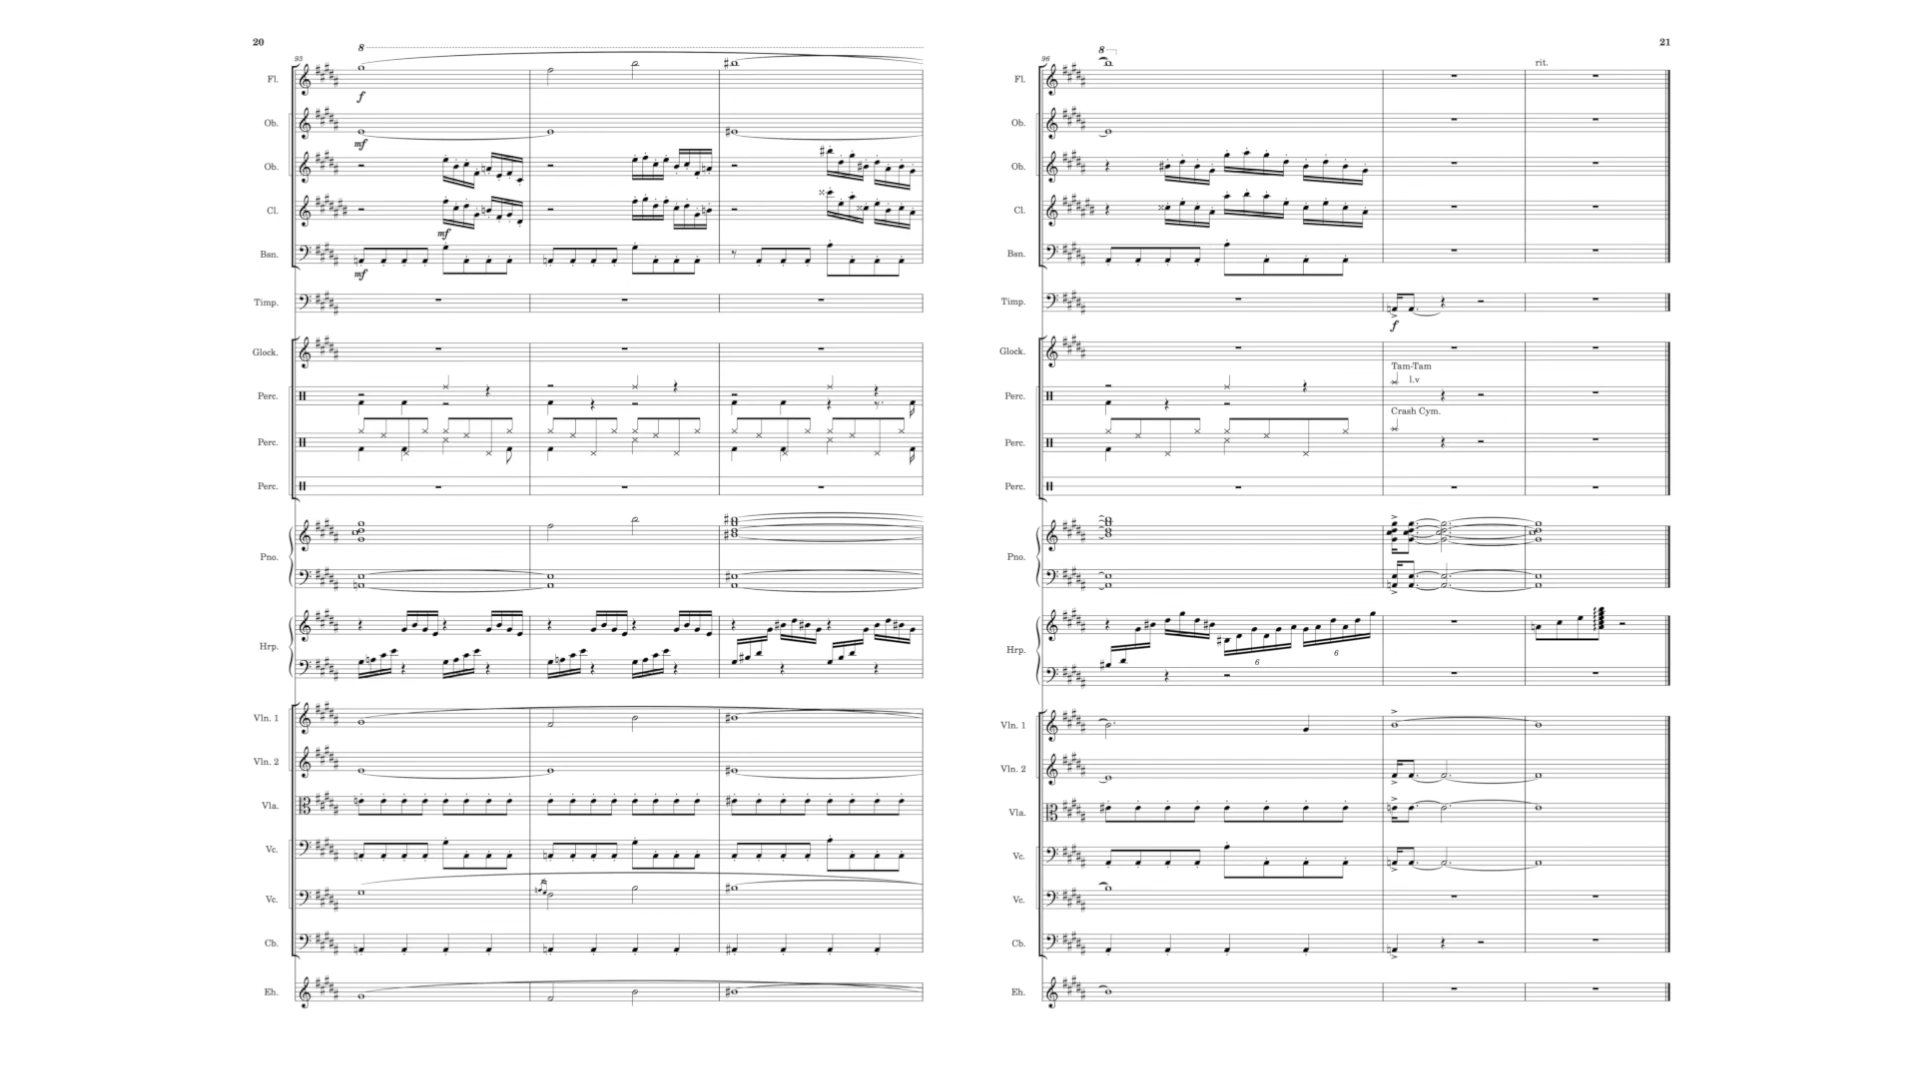 20
8
93
Fl.
f
Ob.
mf
Ob.
Cl.
mf
Bsn.
mf
Timp.
Glock.
Perc.
Perc.
Perc.
Pno.
Hrp.
Vln. 1
Vln. 2
Vla.
Vc.
Vc.
Cb.
Eh.
21
8
96
rit.
Fl.
Ob.
Ob.
Cl.
Bsn.
Timp.
f
Glock.
Tam-Tam
Perc.
l.v
Crash Cym.
Perc.
Perc.
Pno.
Hrp.
6
6
Vln. 1
Vln. 2
Vla.
Vc.
Vc.
Cb.
Eh.